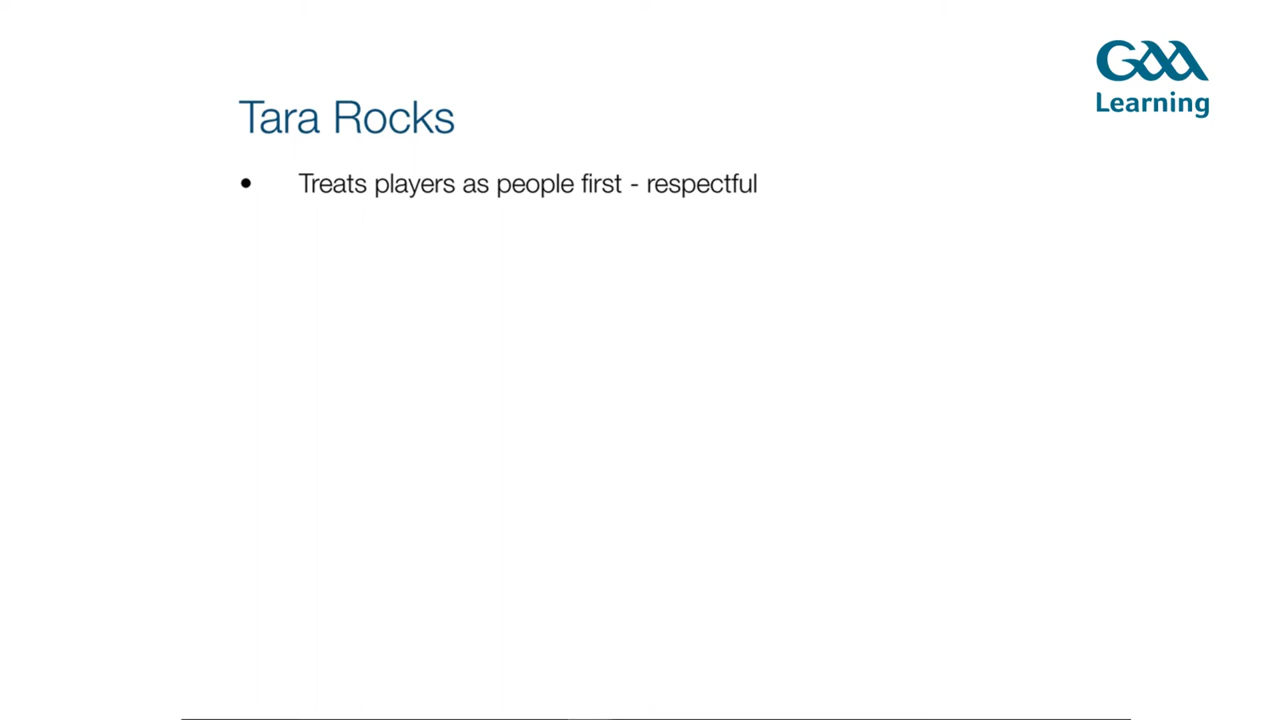 GAA
Learning
Tara Rocks
• Treats players as people first - respectful